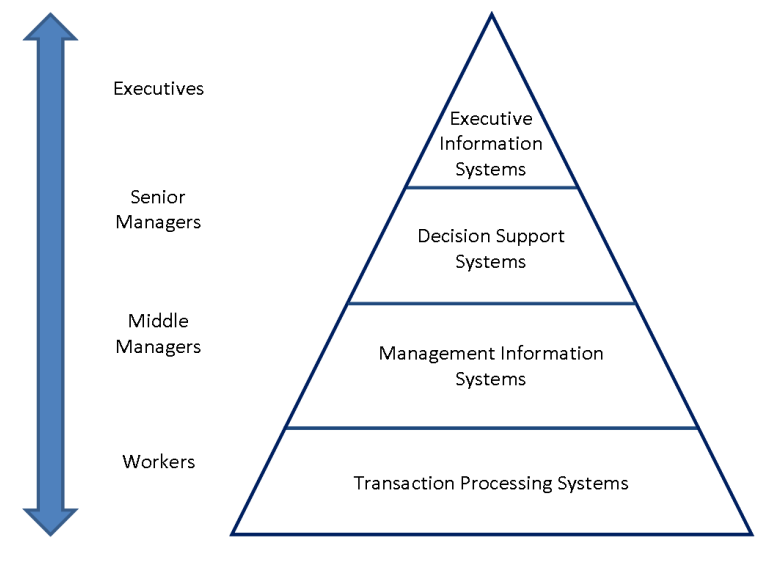 Executives
Executive
Information
Systems
Senior
Managers
Decision Support
Systems
Middle
Managers
Management Information
Systems
Workers
Transaction Processing Systems